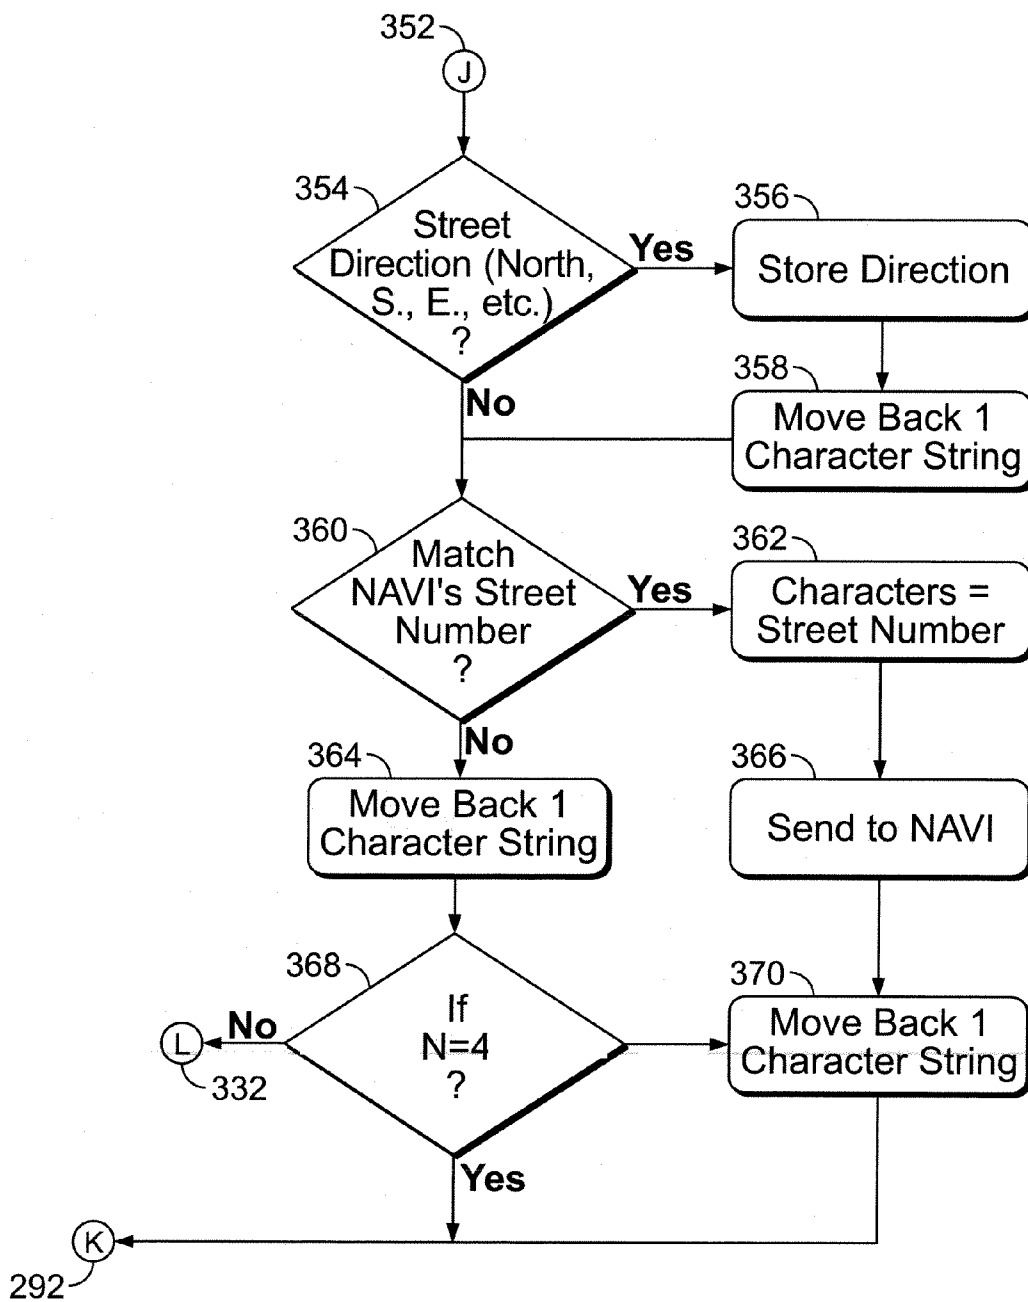 352
J
354
Street
Direction (North,
S., E., etc.)
?
Yes
356
Store Direction
No
358
Move Back 1
Character String
360
Match
NAVI's Street
Number
?
Yes
362
Characters =
Street Number
No
364
Move Back 1
Character String
366
Send to NAVI
368
If
N=4
?
No
L
332
370
Move Back 1
Character String
Yes
K
292